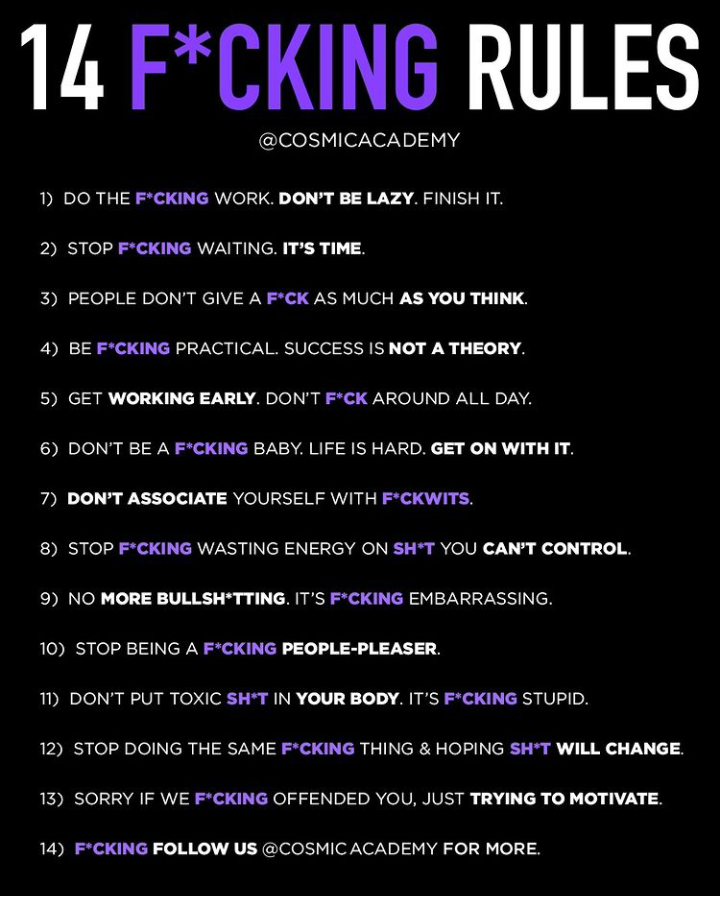 14 F*CKING RULES
@COSMICACADEMY
1) DO THE F*CKING WORK. DON'T BE LAZY. FINISH IT.
2) STOP F*CKING WAITING. IT'S TIME.
3) PEOPLE DON'T GIVE A F*CK AS MUCH AS YOU THINK.
4) BE F*CKING PRACTICAL. SUCCESS IS NOT A THEORY.
5) GET WORKING EARLY. DON'T F*CK AROUND ALL DAY.
6) DON'T BE A F*CKING BABY. LIFE IS HARD. GET ON WITH IT.
7) DON'T ASSOCIATE YOURSELF WITH F*CKWITS.
8) STOP F*CKING WASTING ENERGY ON SH*T YOU CAN'T CONTROL.
9) NO MORE BULLSH*TTING. IT'S F*CKING EMBARRASSING.
10) STOP BEING A F*CKING PEOPLE-PLEASER.
11) DON'T PUT TOXIC SH*T IN YOUR BODY. IT'S F*CKING STUPID.
12) STOP DOING THE SAME F*CKING THING & HOPING SH*T WILL CHANGE.
13) SORRY IF WE F*CKING OFFENDED YOU, JUST TRYING TO MOTIVATE.
14) F*CKING FOLLOW US @COSMICACADEMY FOR MORE.